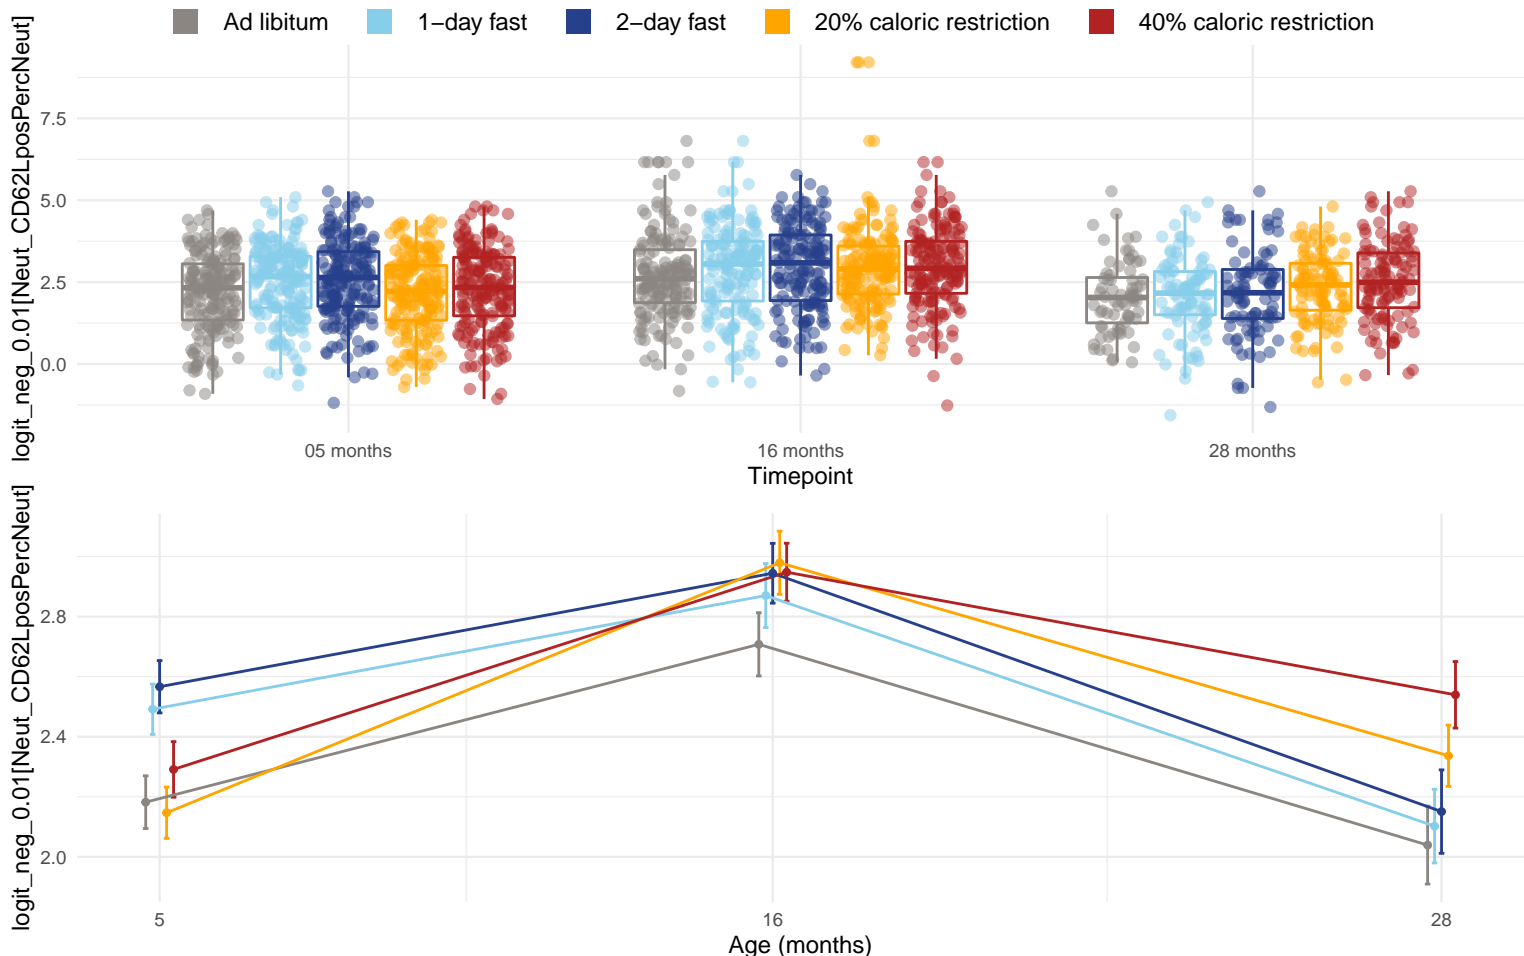 Ad libitum 1−day fast 2−day fast 20% caloric restriction 40% caloric restriction
logit_neg_0.01[Neut_CD62LposPercNeut]
7.5
5.0
2.5
0.0
05 months 16 months 28 months
Timepoint
logit_neg_0.01[Neut_CD62LposPercNeut]
2.8
2.4
2.0
5 16 28
Age (months)